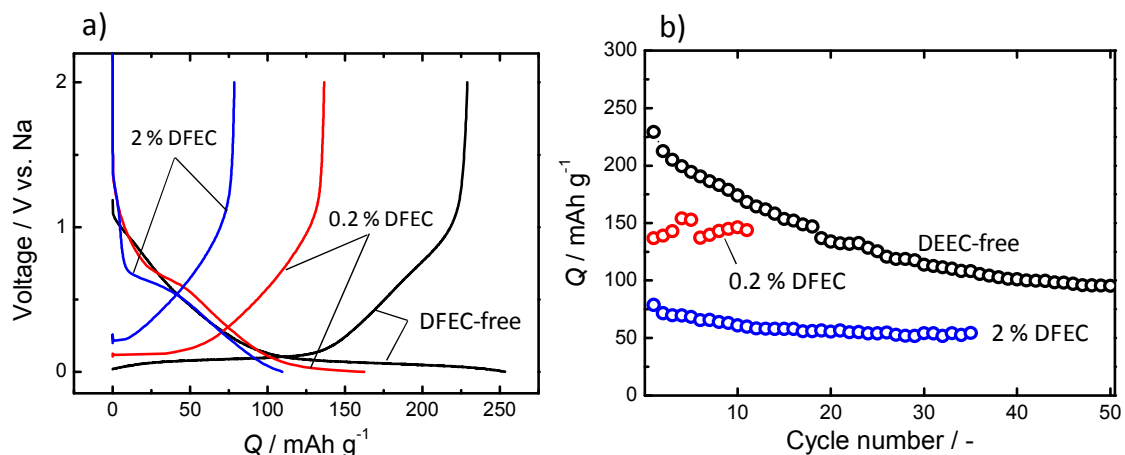 a)
Voltage / V vs. Na
2
1
0
2 % DFEC
0.2 % DFEC
DFEC-free
0 50 100 150 200 250
Q / mAh g-1
b)
Q / mAh g-1
300
250
200
150
100
50
0
DEEC-free
0.2 % DFEC
2 % DFEC
10 20 30 40 50
Cycle number / -